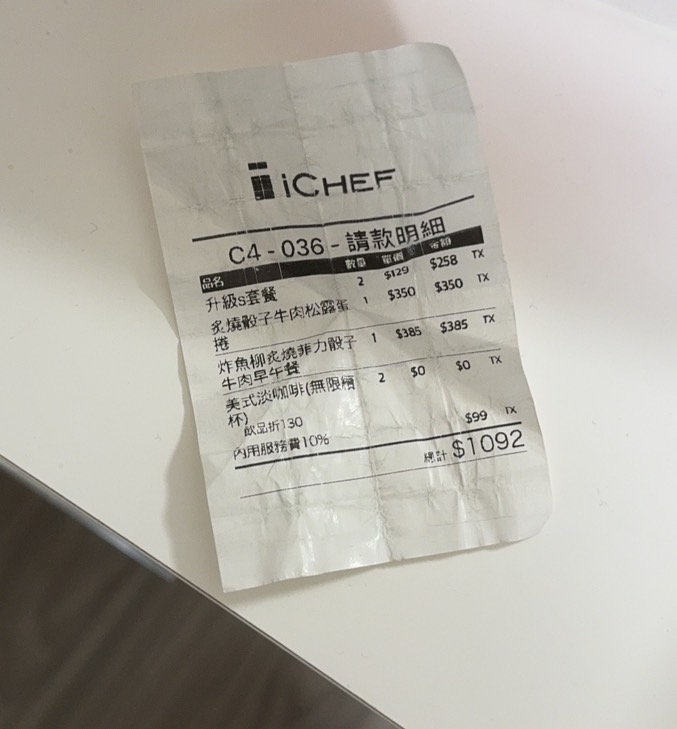 iCHEF
C4-036-請款明細
品名 數量 單價 金額
升級s套餐 2 $129 $258 TX
炙燒骰子牛肉松露蛋 1 $350 $350 TX
捲
炸魚柳炙燒菲力骰子 1 $385 $385 TX
牛肉早午餐
美式淡咖啡(無限續 2 $0 $0 TX
杯)
飲品折130
內用服務費10% $99 TX
總計 $1092